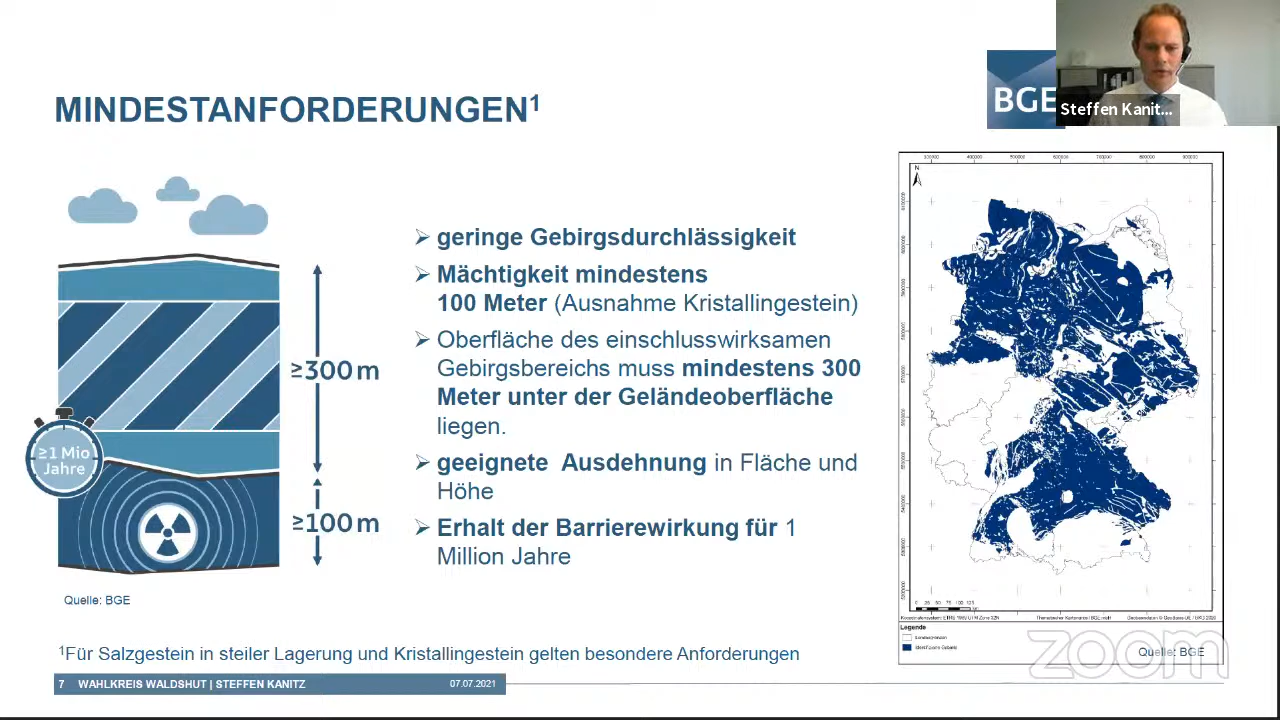 BGE
Steffen Kanit...
MINDESTANFORDERUNGEN¹
➢ geringe Gebirgsdurchlässigkeit
➢ Mächtigkeit mindestens
100 Meter (Ausnahme Kristallingestein)
➢ Oberfläche des einschlusswirksamen
Gebirgsbereichs muss mindestens 300
Meter unter der Geländeoberfläche
liegen.
➢ geeignete Ausdehnung in Fläche und
Höhe
➢ Erhalt der Barrierewirkung für 1
Million Jahre
≥300 m
≥1 Mio
Jahre
≥100 m
Quelle: BGE
N
Legende
Quelle: BGE
zoom
¹Für Salzgestein in steiler Lagerung und Kristallingestein gelten besondere Anforderungen
7 WAHLKREIS WALDSHUT | STEFFEN KANITZ 07.07.2021